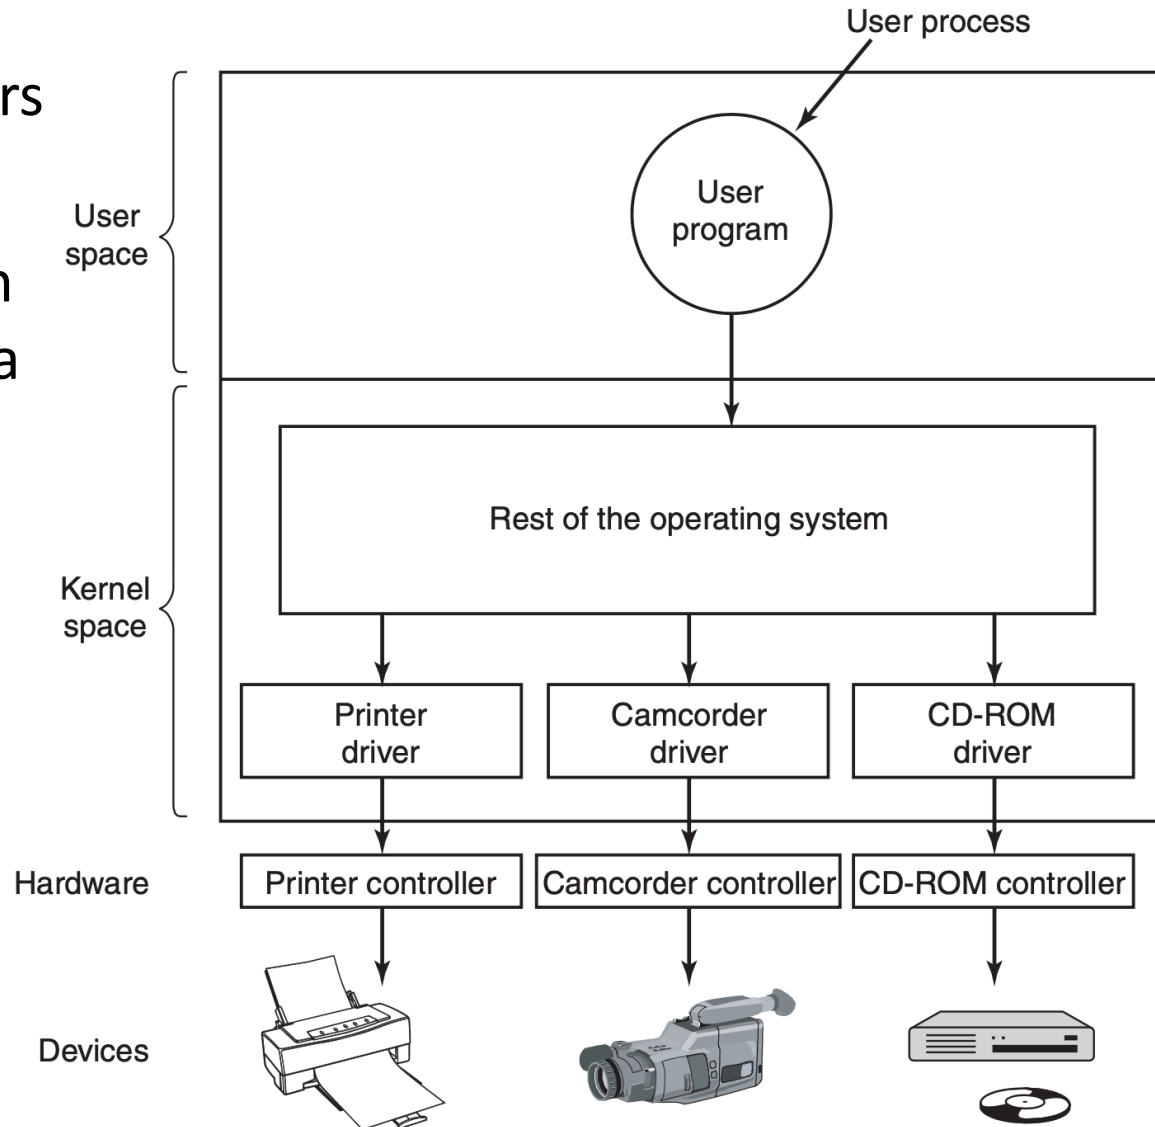 User process
rs
n
a
User
space
User
program
Kernel
space
Rest of the operating system
Printer
driver
Camcorder
driver
CD-ROM
driver
Hardware
Printer controller
Camcorder controller
CD-ROM controller
Devices